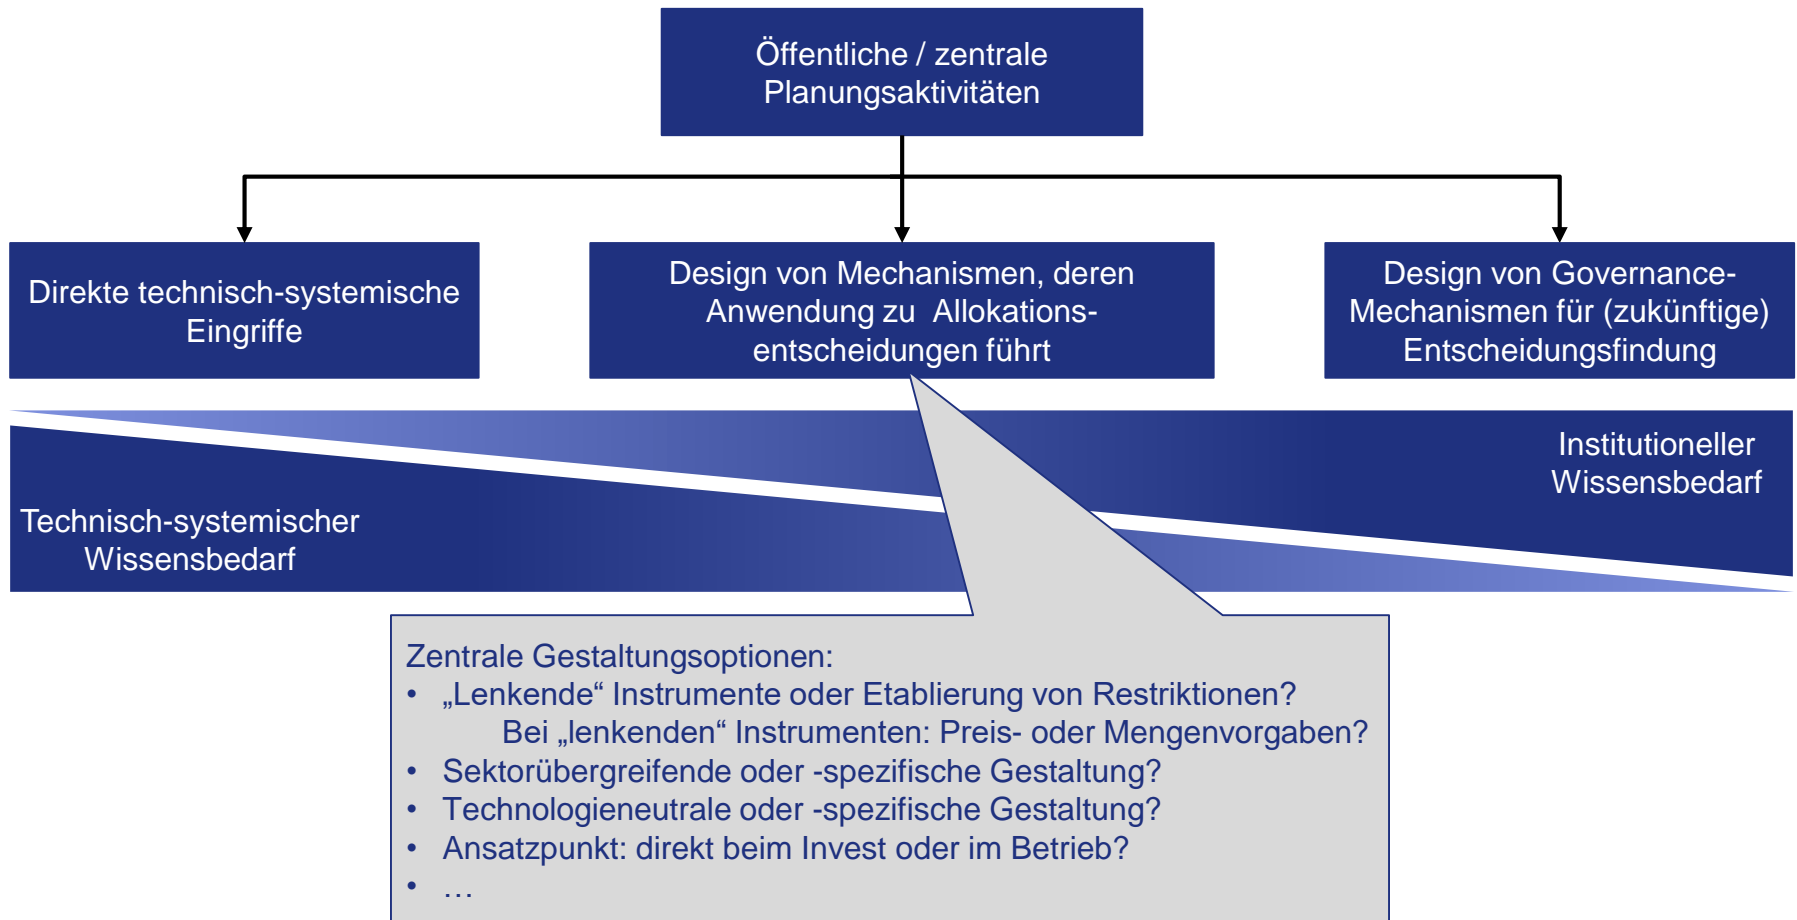 Öffentliche / zentrale
Planungsaktivitäten
Direkte technisch-systemische
Eingriffe
Design von Mechanismen, deren
Anwendung zu Allokations-
entscheidungen führt
Design von Governance-
Mechanismen für (zukünftige)
Entscheidungsfindung
Institutioneller
Wissensbedarf
Technisch-systemischer
Wissensbedarf
Zentrale Gestaltungsoptionen:
• „Lenkende“ Instrumente oder Etablierung von Restriktionen?
Bei „lenkenden“ Instrumenten: Preis- oder Mengenvorgaben?
• Sektorübergreifende oder -spezifische Gestaltung?
• Technologieneutrale oder -spezifische Gestaltung?
• Ansatzpunkt: direkt beim Invest oder im Betrieb?
• …